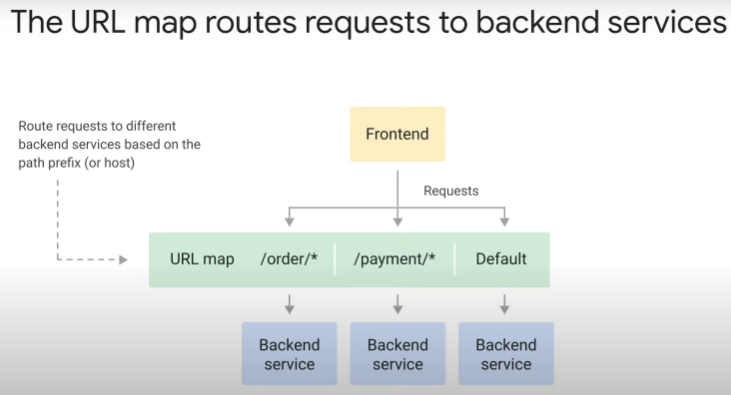 The URL map routes requests to backend services
Route requests to different
backend services based on the
path prefix (or host)
Frontend
Requests
URL map /order/* /payment/* Default
Backend
service
Backend
service
Backend
service